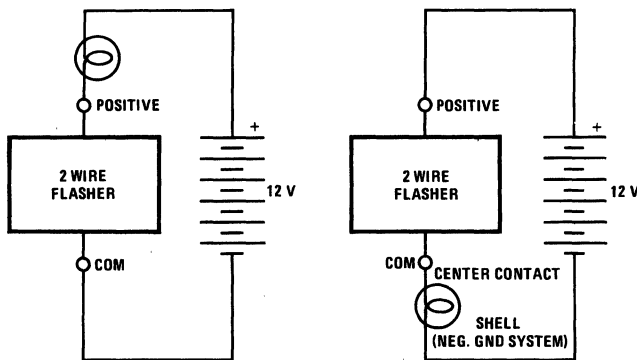 POSITIVE
2 WIRE
FLASHER
+
12 V
COM
POSITIVE
2 WIRE
FLASHER
+
12 V
COM
CENTER CONTACT
SHELL
(NEG. GND SYSTEM)